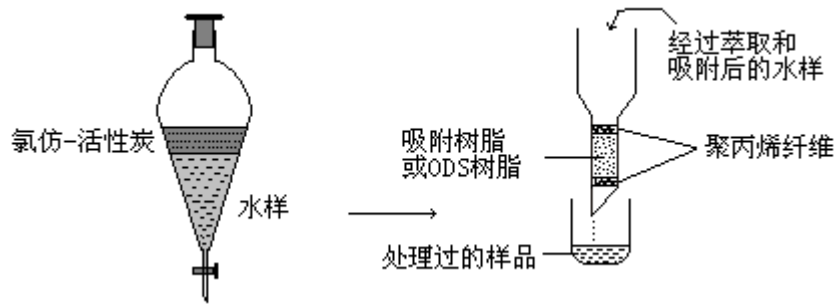 氯仿-活性炭
水样
经过萃取和
吸附后的水样
吸附树脂
或ODS树脂
聚丙烯纤维
处理过的样品